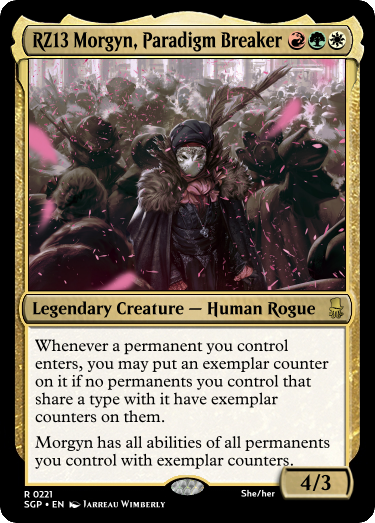 RZ13 Morgyn, Paradigm Breaker
Legendary Creature — Human Rogue
Whenever a permanent you control
enters, you may put an exemplar counter
on it if no permanents you control that
share a type with it have exemplar
counters on them.
Morgyn has all abilities of all permanents
you control with exemplar counters.
4/3
R 0221
She/her
SGP • EN Jarreau Wimberly